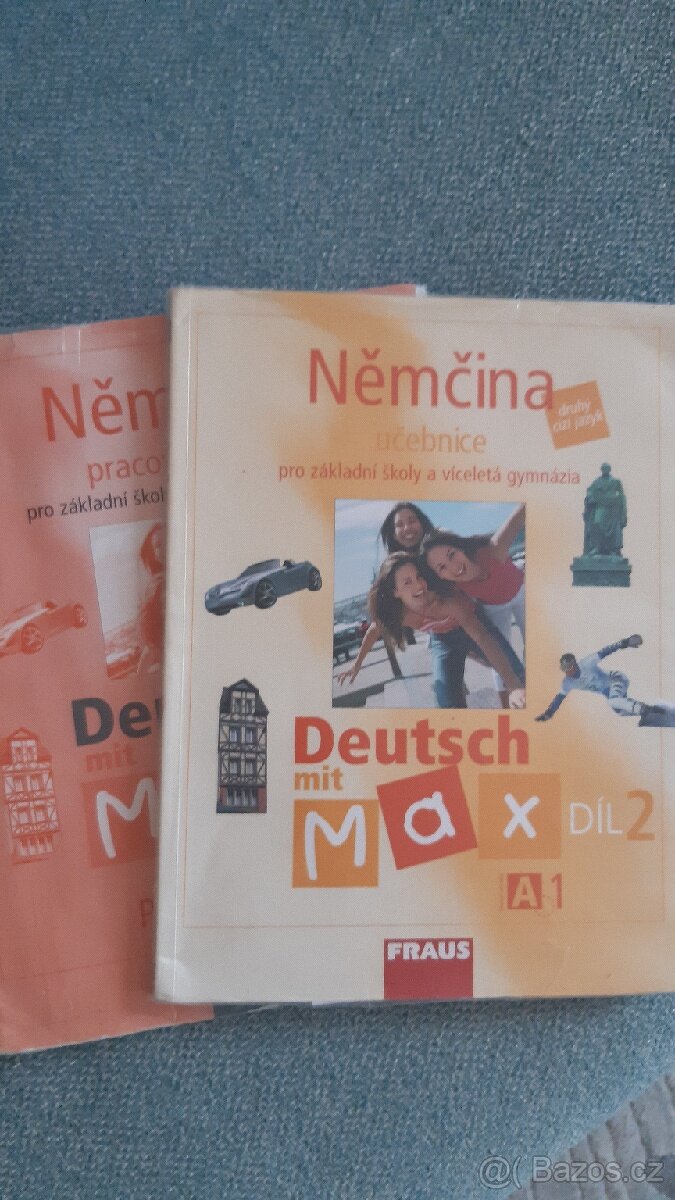 Němčina
druhý
cizí jazyk
učebnice
pro základní školy a víceletá gymnázia
Deutsch
mit
Max DÍL 2
A1
FRAUS
Něm
praco
pro základní škol
De
mit
M
@( Bazos.cz